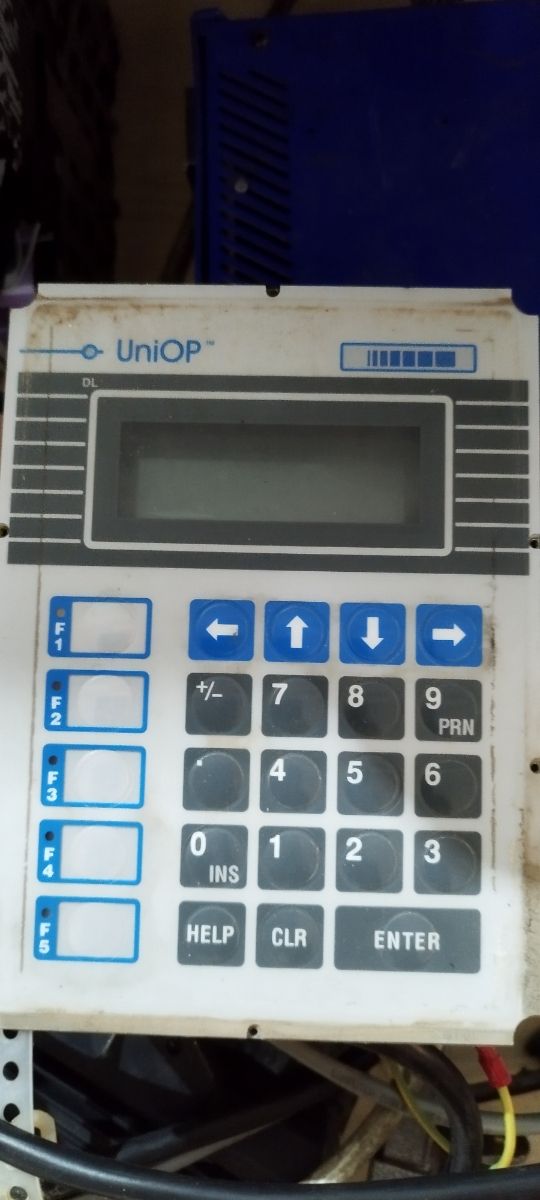 UniOP™
DL
F1
+/-
7
8
9 PRN
F2
.
4
5
6
F3
0 INS
1
2
3
F4
HELP
CLR
ENTER
F5